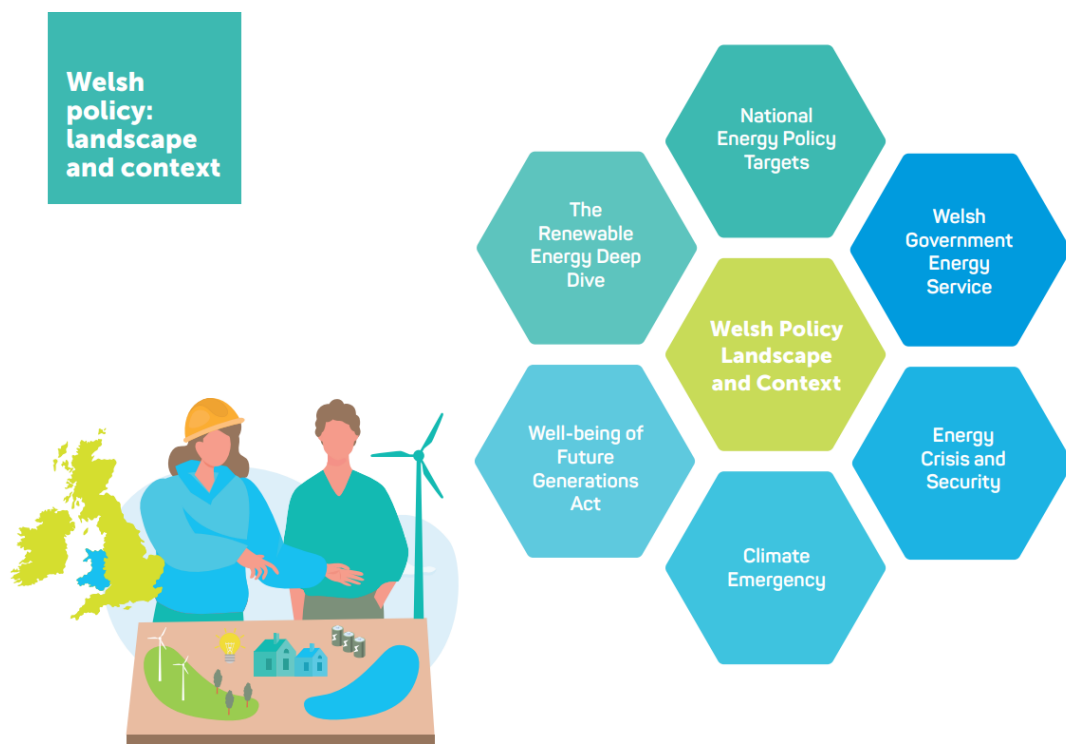 Welsh
policy:
landscape
and context
National
Energy Policy
Targets
The
Renewable
Energy Deep
Dive
Welsh
Government
Energy
Service
Welsh Policy
Landscape
and Context
Well-being of
Future
Generations
Act
Energy
Crisis and
Security
Climate
Emergency